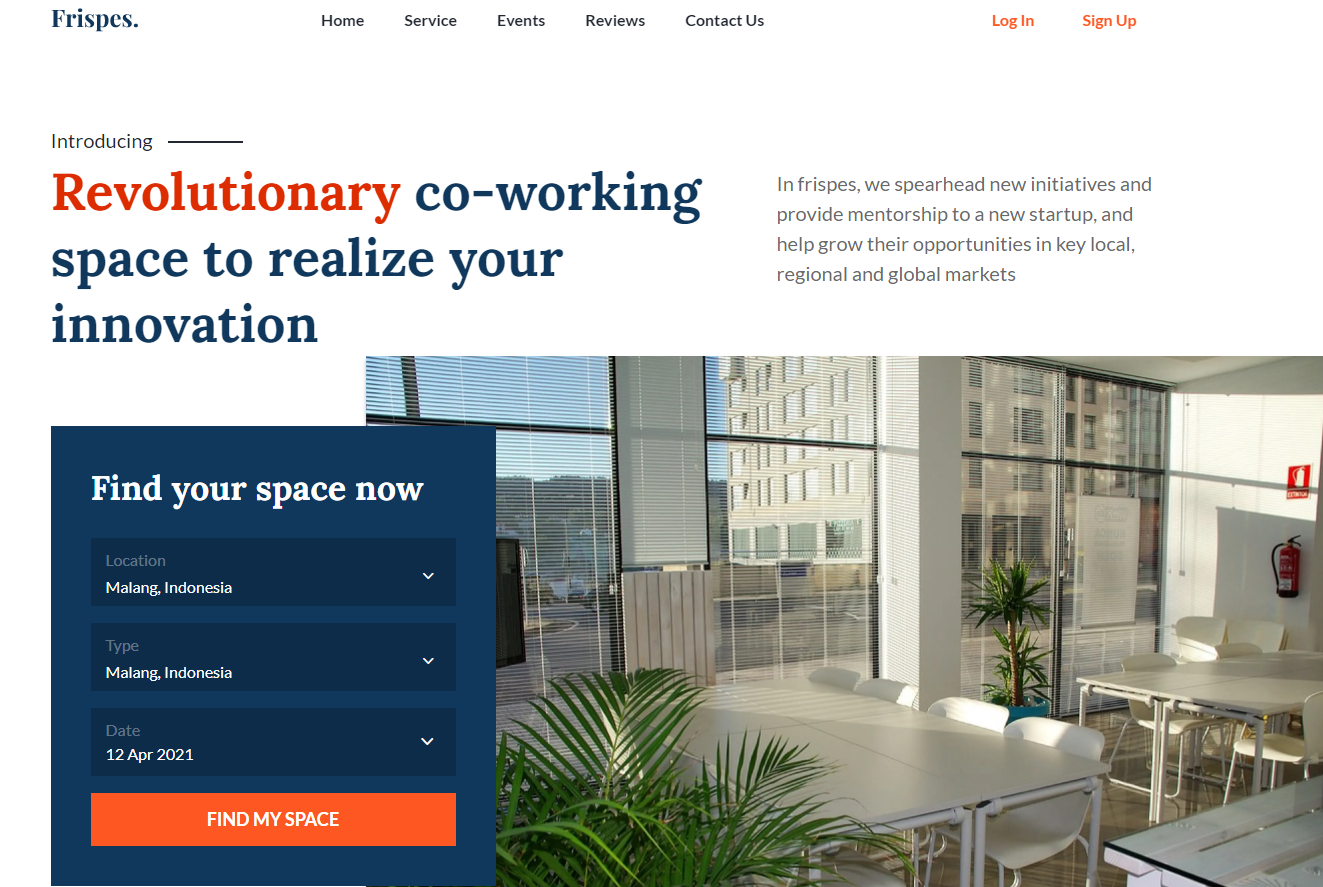 Frispes.
Home Service Events Reviews Contact Us
Log In Sign Up
Introducing
Revolutionary co-working
space to realize your
innovation
In frispes, we spearhead new initiatives and
provide mentorship to a new startup, and
help grow their opportunities in key local,
regional and global markets
Find your space now
Location
Malang, Indonesia
Type
Malang, Indonesia
Date
12 Apr 2021
FIND MY SPACE
EXTINTOR